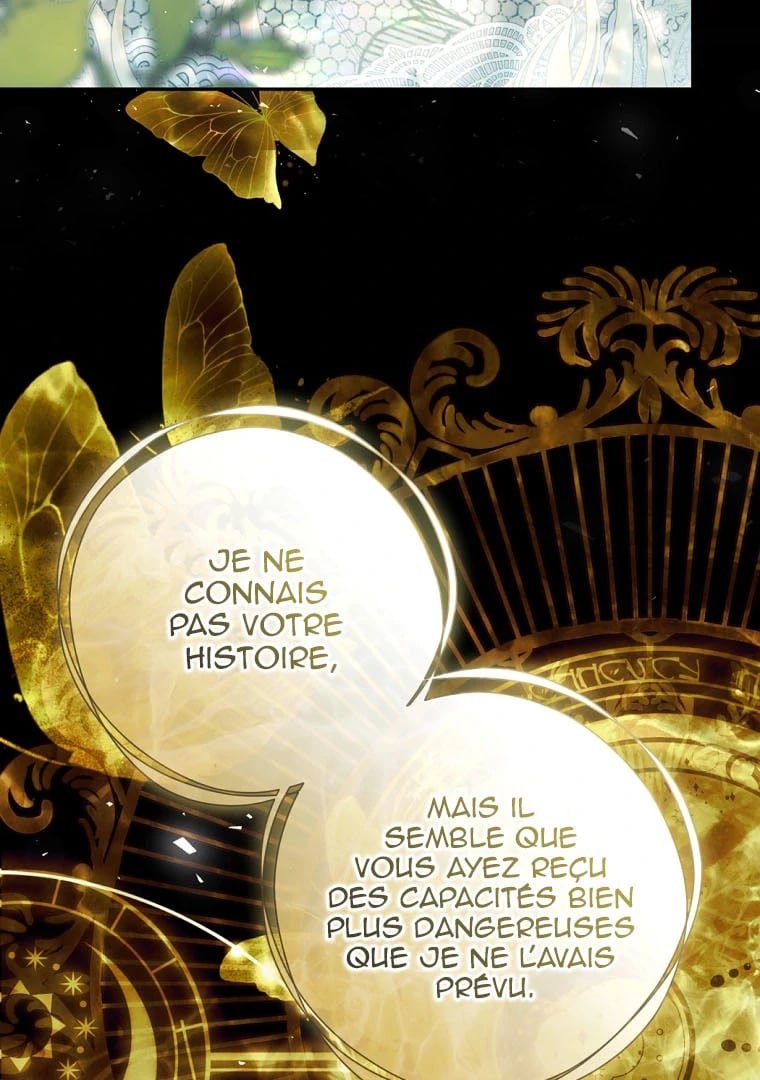 JE NE
CONNAIS
PAS VOTRE
HISTOIRE,
MAIS IL
SEMBLE QUE
VOUS AYEZ REÇU
DES CAPACITÉS BIEN
PLUS DANGEREUSES
QUE JE NE L'AVAIS
PRÉVU.